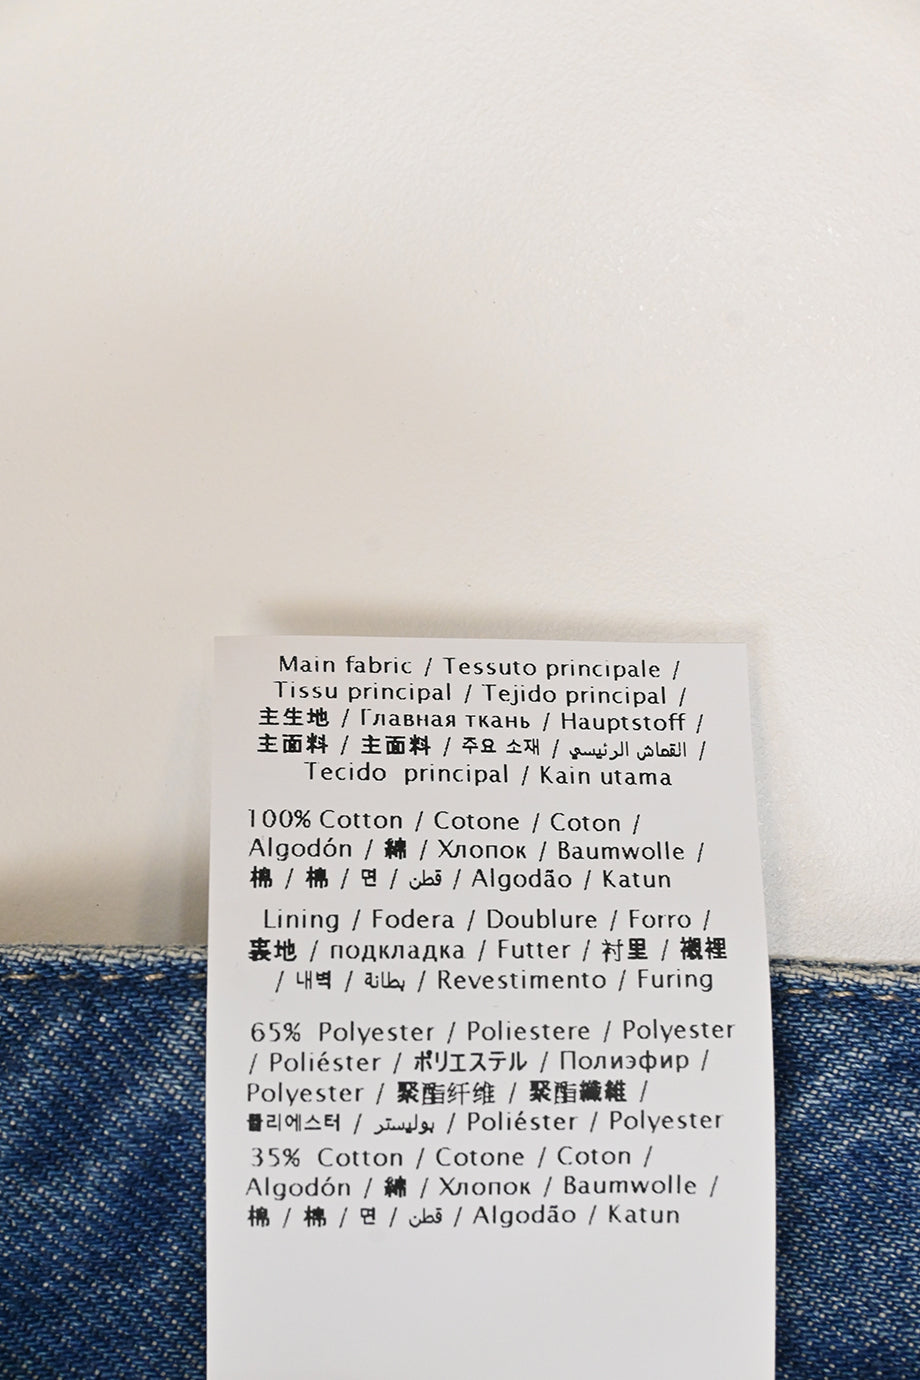 Main fabric / Tessuto principale /
Tissu principal / Tejido principal /
主生地 / Главная ткань / Hauptstoff /
主面料 / 主面料 / 주요 소재 / القماش الرئيسي /
Tecido principal / Kain utama
100% Cotton / Cotone / Coton /
Algodón / 綿 / Хлопок / Baumwolle /
棉 / 棉 / 면 / قطن / Algodão / Katun
Lining / Fodera / Doublure / Forro /
裏地 / подкладка / Futter / 衬里 / 襯裡
/ 내벽 / بطانة / Revestimento / Furing
65% Polyester / Poliestere / Polyester
/ Poliéster / ポリエステル / Полиэфир /
Polyester / 聚酯纤维 / 聚酯纖維 /
폴리에스터 / بوليستر / Poliéster / Polyester
35% Cotton / Cotone / Coton /
Algodón / 綿 / Хлопок / Baumwolle /
棉 / 棉 / 면 / قطن / Algodão / Katun